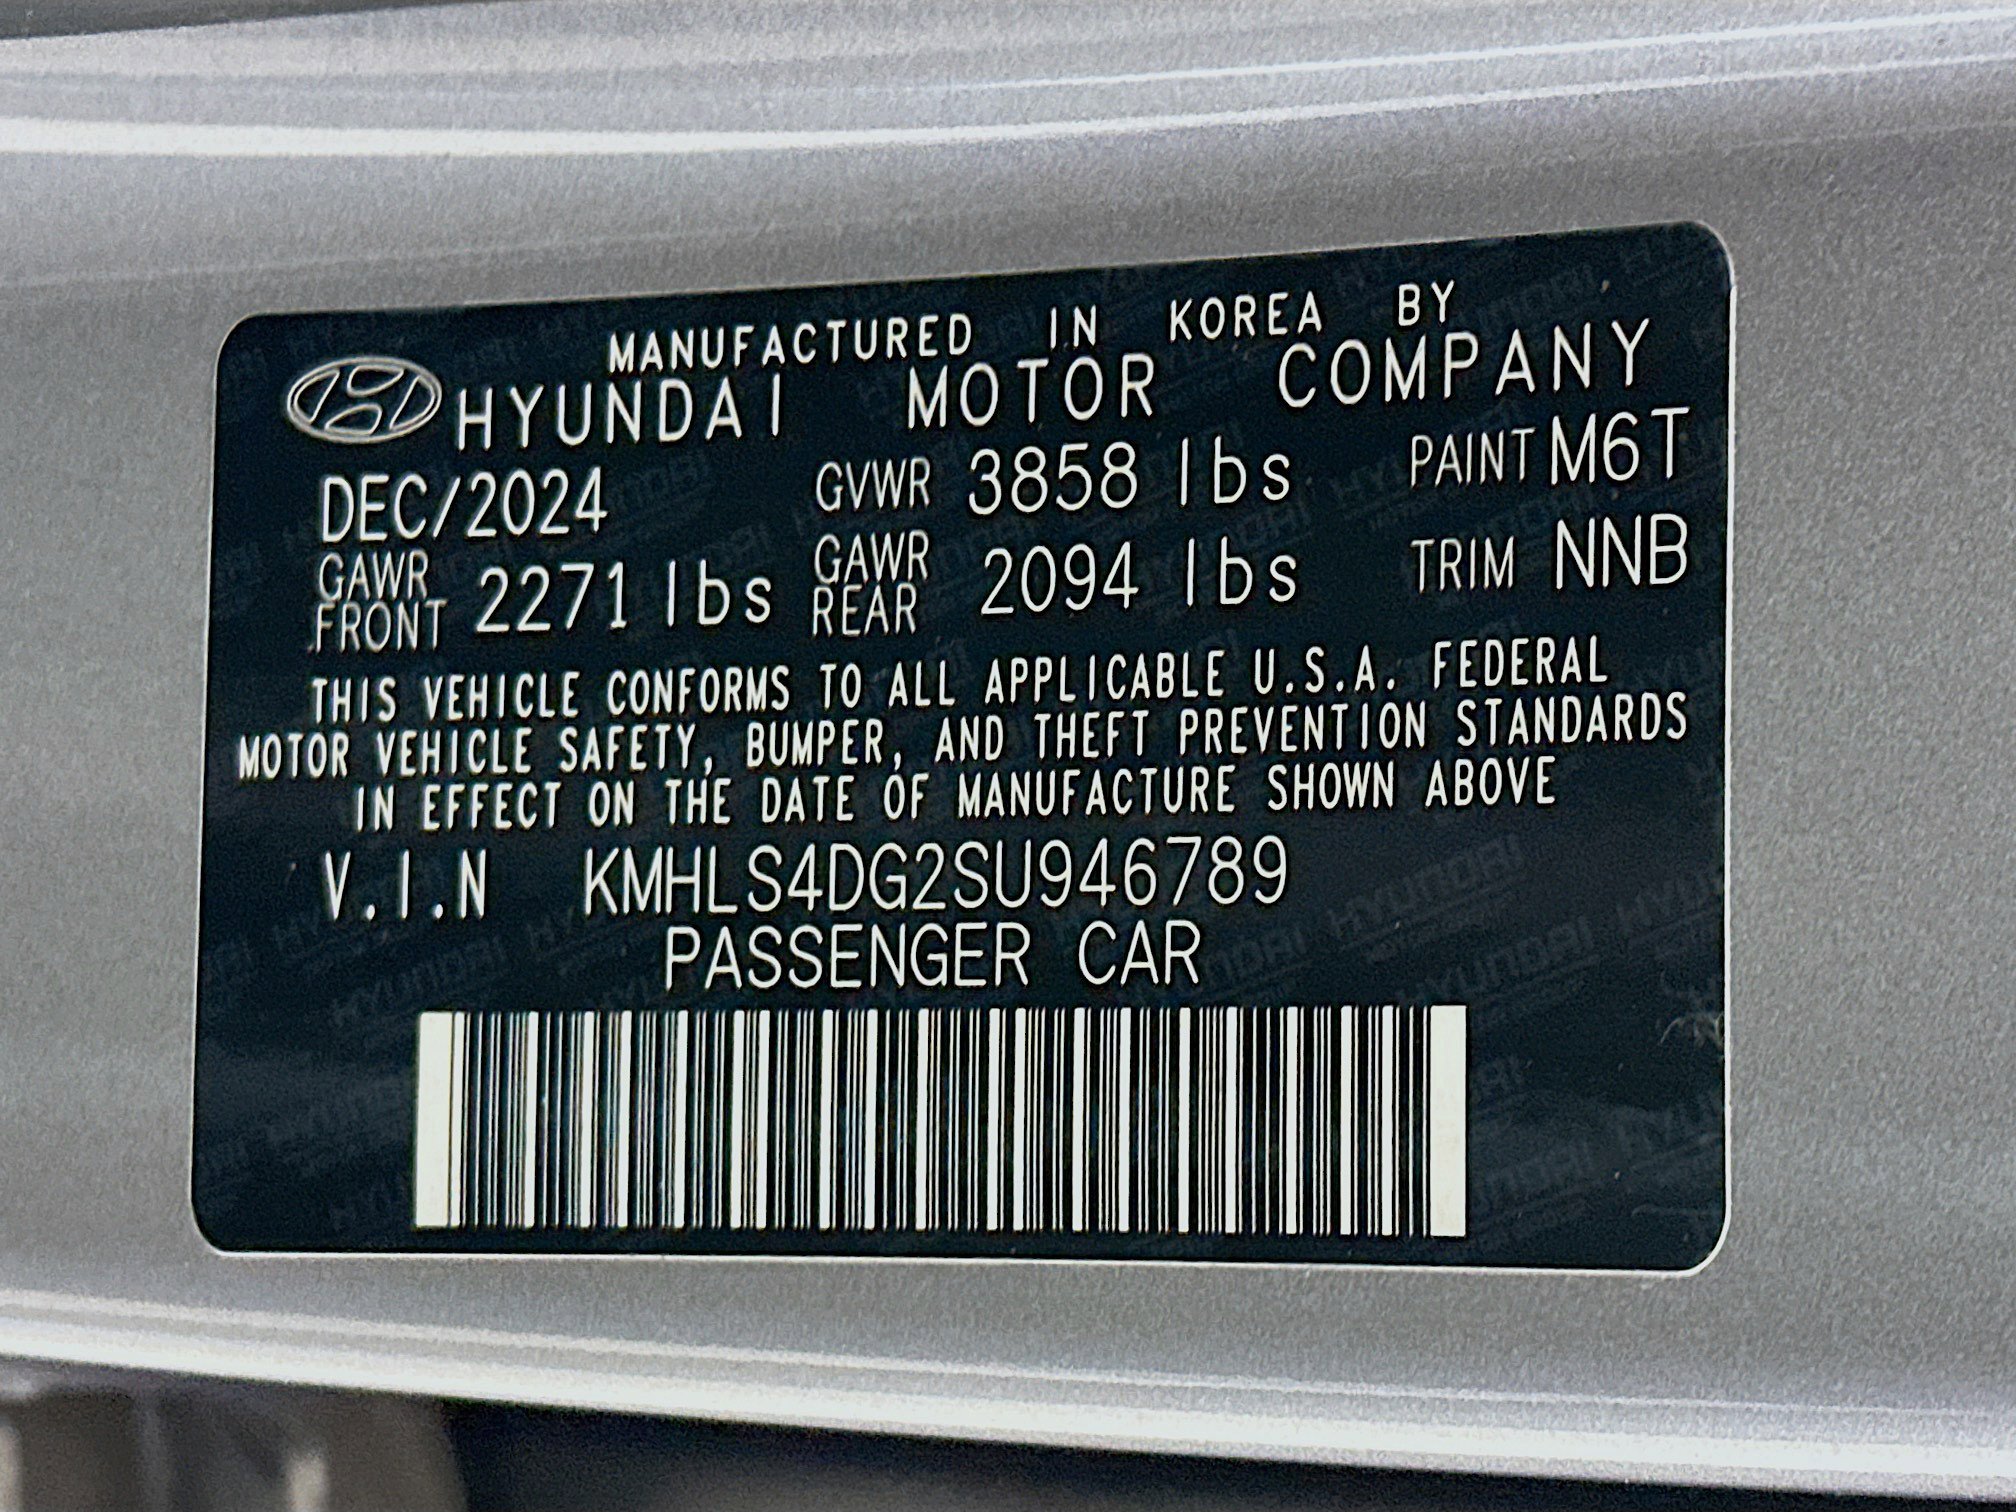 MANUFACTURED IN KOREA BY
HYUNDAI MOTOR COMPANY
DEC/2024 GVWR 3858 lbs PAINT M6T
GAWR FRONT 2271 lbs GAWR REAR 2094 lbs TRIM NNB
THIS VEHICLE CONFORMS TO ALL APPLICABLE U.S.A. FEDERAL
MOTOR VEHICLE SAFETY, BUMPER, AND THEFT PREVENTION STANDARDS
IN EFFECT ON THE DATE OF MANUFACTURE SHOWN ABOVE
V.I.N KMHLS4DG2SU946789
PASSENGER CAR